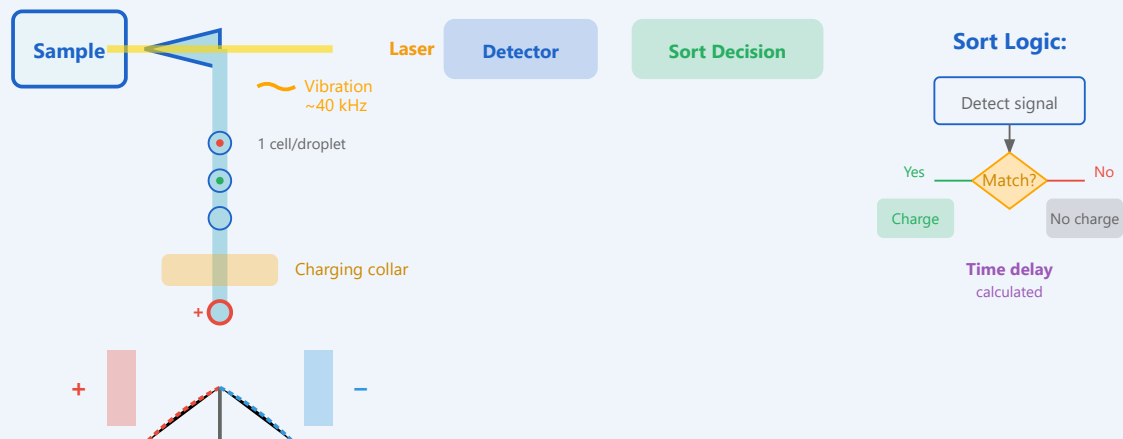 Sample
Laser
Detector
Sort Decision
Vibration
~40 kHz
1 cell/droplet
Charging collar
+
+
−
Sort Logic:
Detect signal
Match?
Yes
No
Charge
No charge
Time delay
calculated